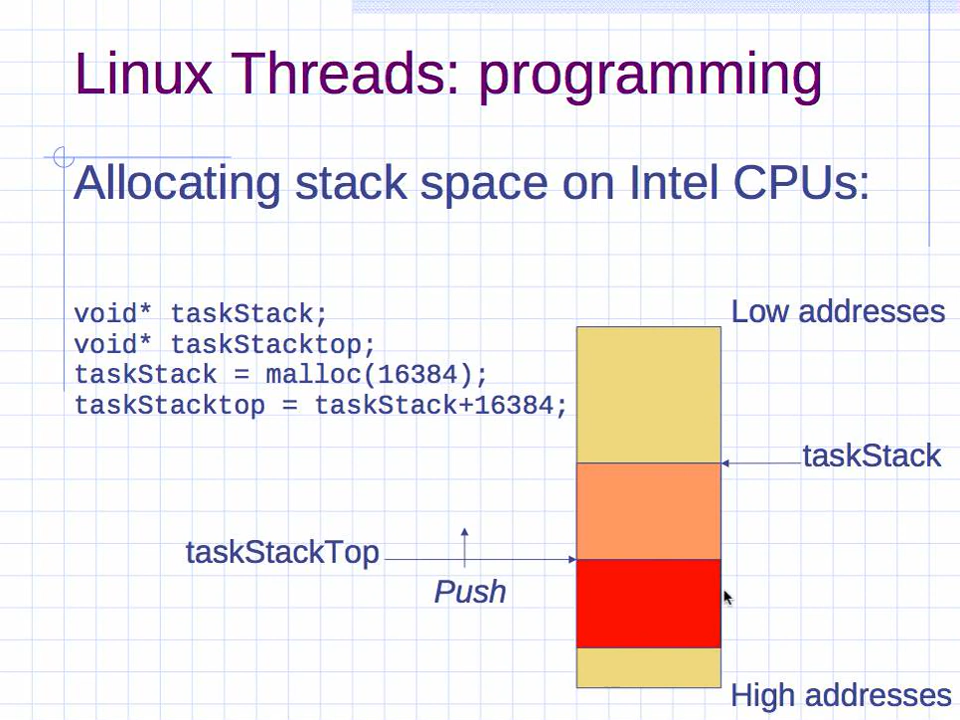 Linux Threads: programming
Allocating stack space on Intel CPUs:
void* taskStack;
void* taskStacktop;
taskStack = malloc(16384);
taskStacktop = taskStack+16384;
Low addresses
taskStack
taskStackTop
Push
High addresses